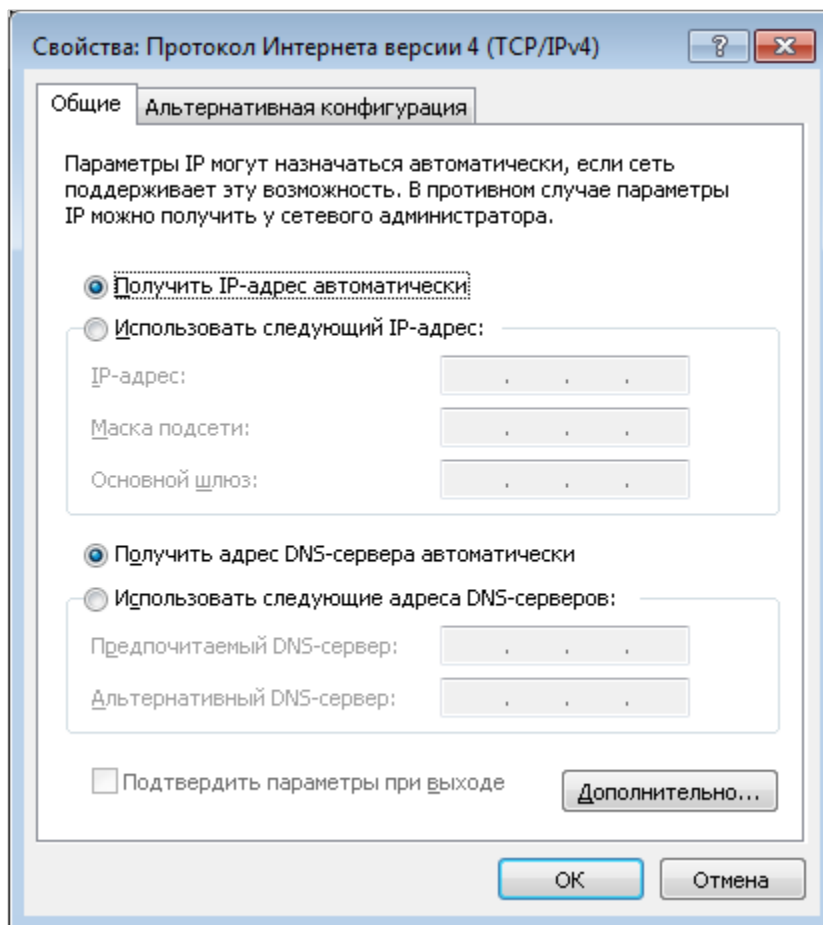 Свойства: Протокол Интернета версии 4 (TCP/IPv4)
Общие
Альтернативная конфигурация
Параметры IP могут назначаться автоматически, если сеть
поддерживает эту возможность. В противном случае параметры
IP можно получить у сетевого администратора.
Получить IP-адрес автоматически
Использовать следующий IP-адрес:
IP-адрес:
Маска подсети:
Основной шлюз:
Получить адрес DNS-сервера автоматически
Использовать следующие адреса DNS-серверов:
Предпочитаемый DNS-сервер:
Альтернативный DNS-сервер:
Подтвердить параметры при выходе
Дополнительно...
ОК
Отмена